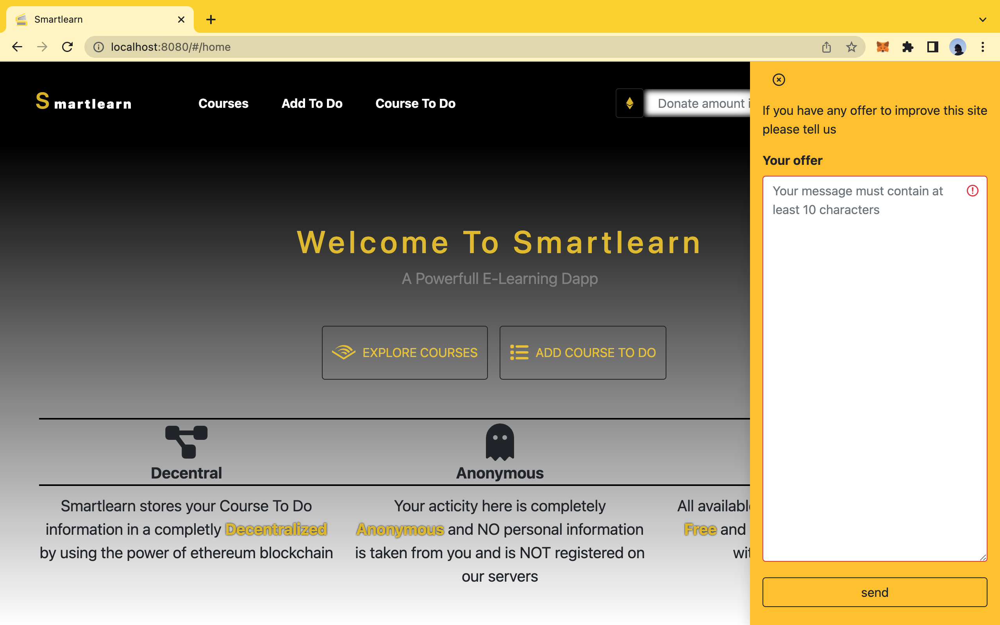 Smartlearn
localhost:8080/#/home
Smartlearn
Courses
Add To Do
Course To Do
Donate amount i
Welcome To Smartlearn
A Powerfull E-Learning Dapp
EXPLORE COURSES
ADD COURSE TO DO
Decentral
Smartlearn stores your Course To Do
information in a completly Decentralized
by using the power of ethereum blockchain
Anonymous
Your acticity here is completely
Anonymous and NO personal information
is taken from you and is NOT registered on
our servers
All available
Free and
wit
If you have any offer to improve this site
please tell us
Your offer
Your message must contain at
least 10 characters
send